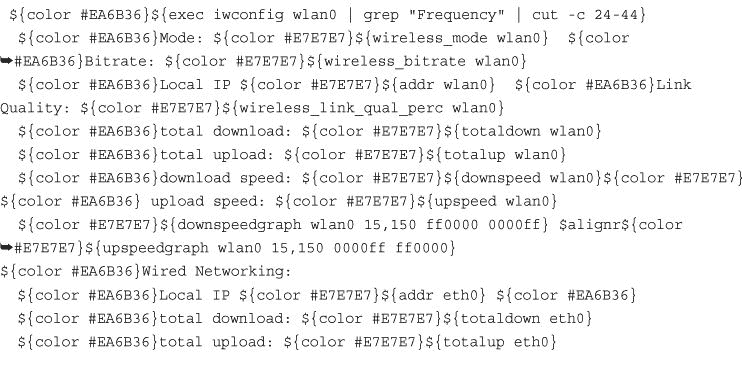 ${color #EA6B36}${exec iwconfig wlan0 | grep "Frequency" | cut -c 24-44}
${color #EA6B36}Mode: ${color #E7E7E7}${wireless_mode wlan0}  ${color
➥#EA6B36}Bitrate: ${color #E7E7E7}${wireless_bitrate wlan0}
${color #EA6B36}Local IP ${color #E7E7E7}${addr wlan0}  ${color #EA6B36}Link
Quality: ${color #E7E7E7}${wireless_link_qual_perc wlan0}
${color #EA6B36}total download: ${color #E7E7E7}${totaldown wlan0}
${color #EA6B36}total upload: ${color #E7E7E7}${totalup wlan0}
${color #EA6B36}download speed: ${color #E7E7E7}${downspeed wlan0}${color #E7E7E7}
${color #EA6B36} upload speed: ${color #E7E7E7}${upspeed wlan0}
${color #E7E7E7}${downspeedgraph wlan0 15,150 ff0000 0000ff} $alignr${color
➥#E7E7E7}${upspeedgraph wlan0 15,150 0000ff ff0000}
${color #EA6B36}Wired Networking:
${color #EA6B36}Local IP ${color #E7E7E7}${addr eth0} ${color #EA6B36}
${color #EA6B36}total download: ${color #E7E7E7}${totaldown eth0}
${color #EA6B36}total upload: ${color #E7E7E7}${totalup eth0}